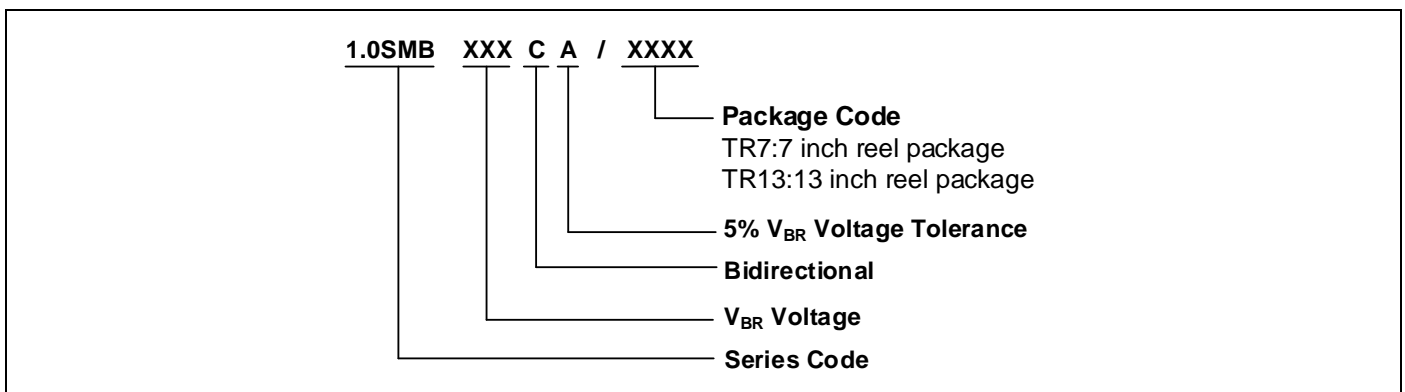 1.0SMB XXX C A / XXXX
Package Code
TR7:7 inch reel package
TR13:13 inch reel package
5% VBR Voltage Tolerance
Bidirectional
VBR Voltage
Series Code